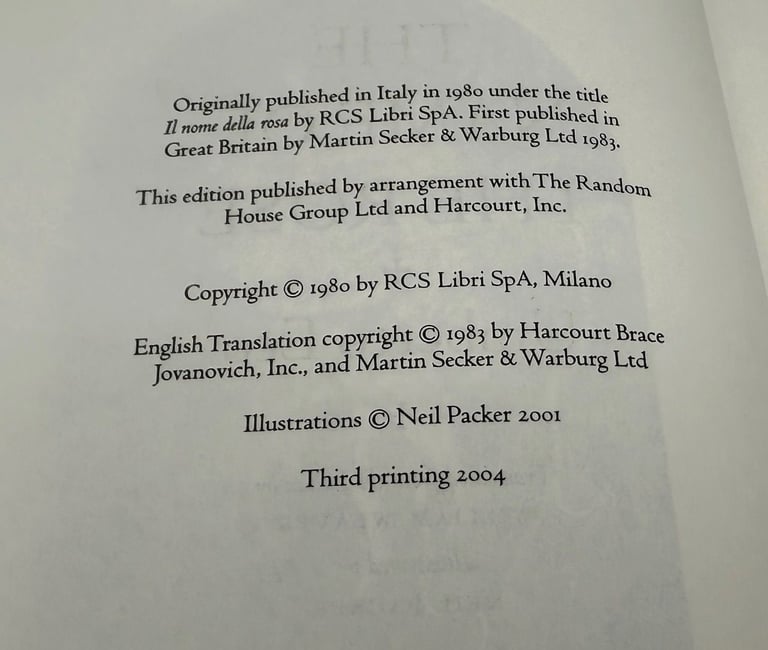 Originally published in Italy in 1980 under the title
Il nome della rosa by RCS Libri SpA. First published in
Great Britain by Martin Secker & Warburg Ltd 1983.
This edition published by arrangement with The Random
House Group Ltd and Harcourt, Inc.
Copyright © 1980 by RCS Libri SpA, Milano
English Translation copyright © 1983 by Harcourt Brace
Jovanovich, Inc., and Martin Secker & Warburg Ltd
Illustrations © Neil Packer 2001
Third printing 2004